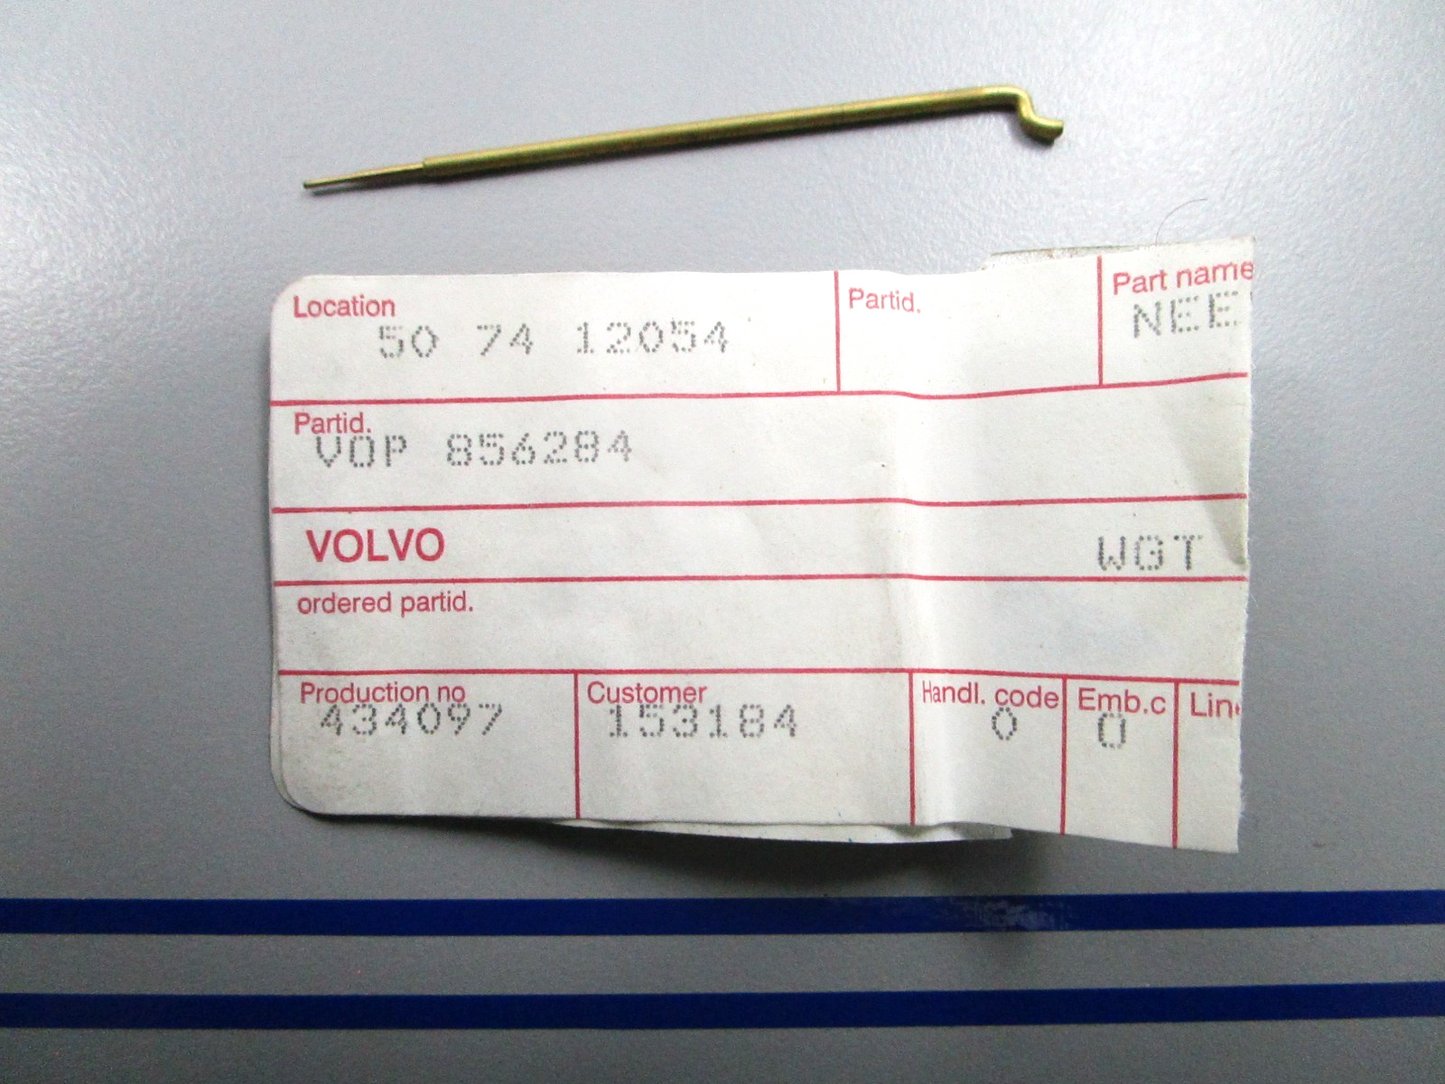 Location Partid. Part name
50 74 12054 NEE
Partid.
VOP 856284
VOLVO WGT
ordered partid.
Production no Customer Handl. code Emb.c
434097 153184 0 0